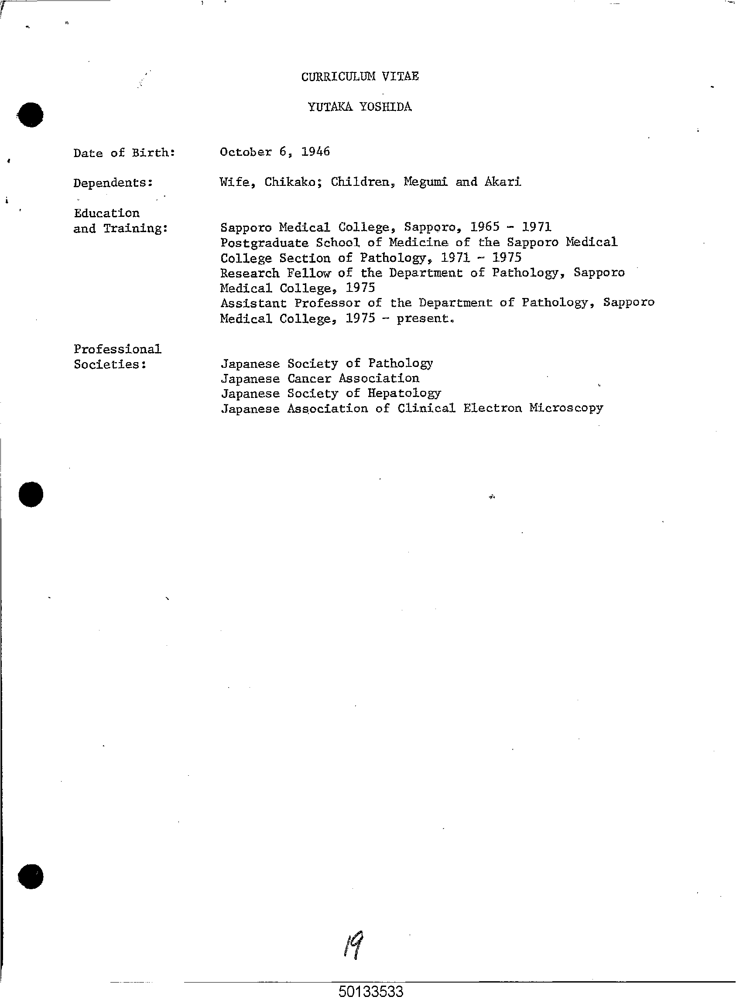 CURRICULUM VITAE
YUTAKA YOSHIDA
Date of Birth: October 6, 1946
Dependents: Wife, Chikako; Children, Megumi and Akari
Education
and Training: Sapporo Medical College, Sapporo, 1965 - 1971
Postgraduate School of Medicine of the Sapporo Medical
College Section of Pathology, 1971 - 1975
Research Fellow of the Department of Pathology, Sapporo
Medical College, 1975
Assistant Professor of the Department of Pathology, Sapporo
Medical College, 1975 - present.
Professional
Societies: Japanese Society of Pathology
Japanese Cancer Association
Japanese Society of Hepatology
Japanese Association of Clinical Electron Microscopy
19
50133533